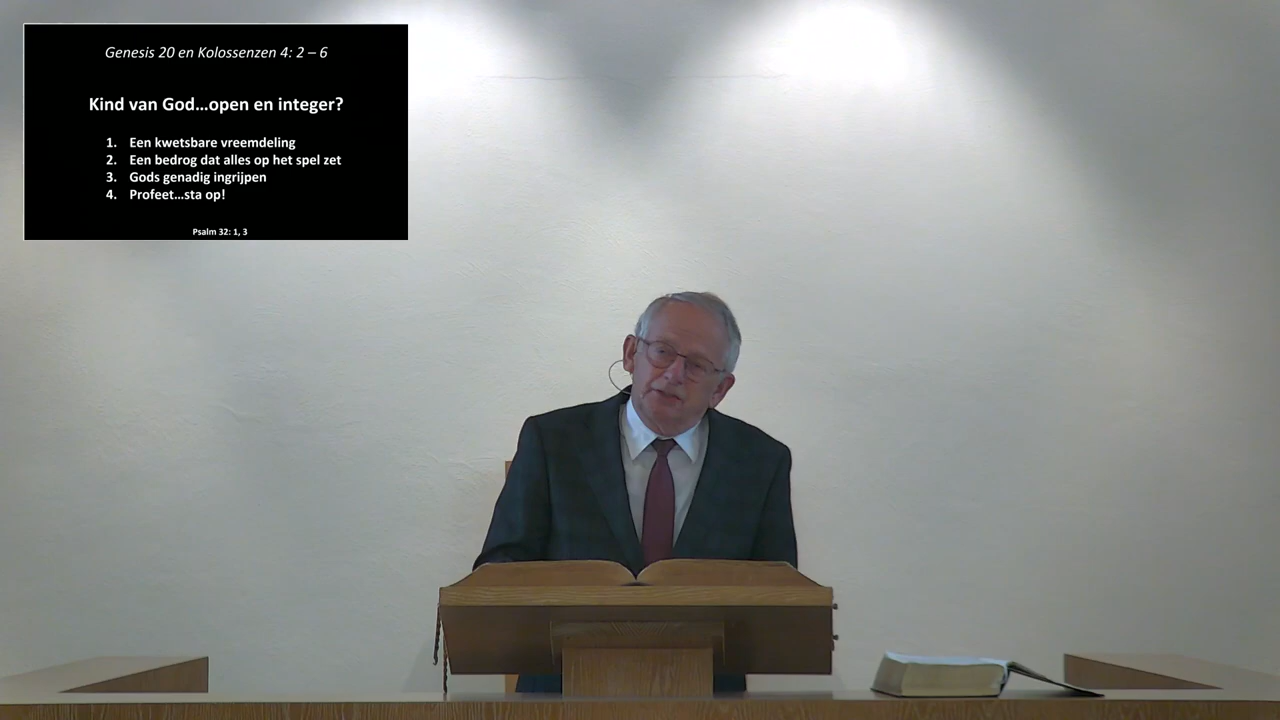 Genesis 20 en Kolossenzen 4: 2 – 6
Kind van God...open en integer?
1. Een kwetsbare vreemdeling
2. Een bedrog dat alles op het spel zet
3. Gods genadig ingrijpen
4. Profeet...sta op!
Psalm 32: 1, 3